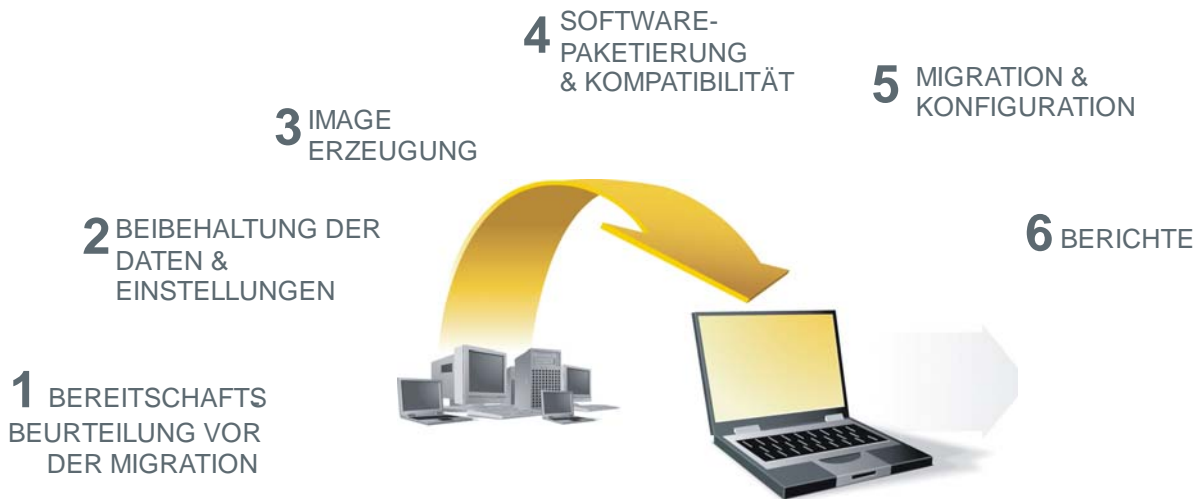 1 BEREITSCHAFTS-
BEURTEILUNG VOR
DER MIGRATION
2 BEIBEHALTUNG DER
DATEN &
EINSTELLUNGEN
3 IMAGE
ERZEUGUNG
4 SOFTWARE-
PAKETIERUNG
& KOMPATIBILITÄT
5 MIGRATION &
KONFIGURATION
6 BERICHTE